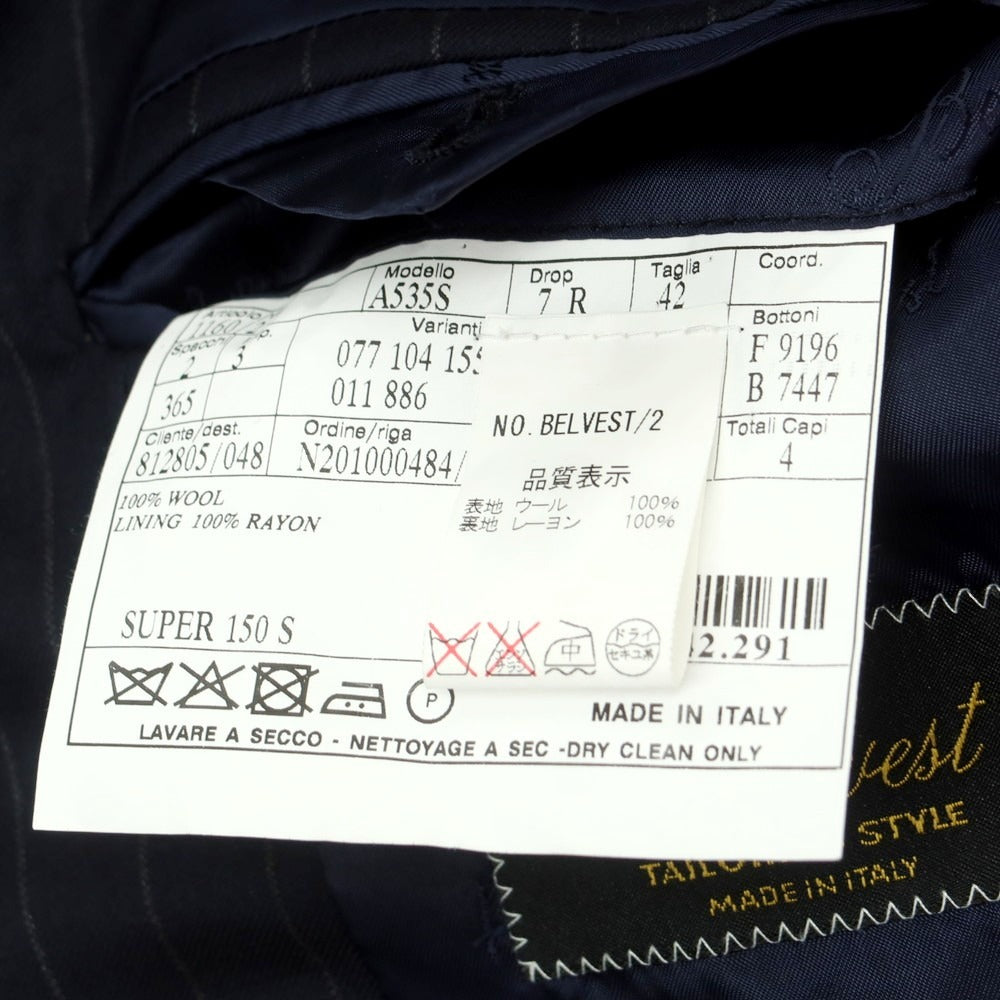 Modello Drop Taglia Coord.
A535S 7 R 42
1160/2
Varianti Bottoni
2 3 077 104 155 F 9196
365 011 886 B 7447
Cliente/dest. Ordine/riga Totali Capi
812805/048 N201000484/ 4
100% WOOL
LINING 100% RAYON
SUPER 150 S
NO. BELVEST/2
品質表示
表地 ウール 100%
裏地 レーヨン 100%
中
ドライ
セキユ系
2.291
P
MADE IN ITALY
LAVARE A SECCO - NETTOYAGE A SEC -DRY CLEAN ONLY
vest
STYLE
MADE IN ITALY